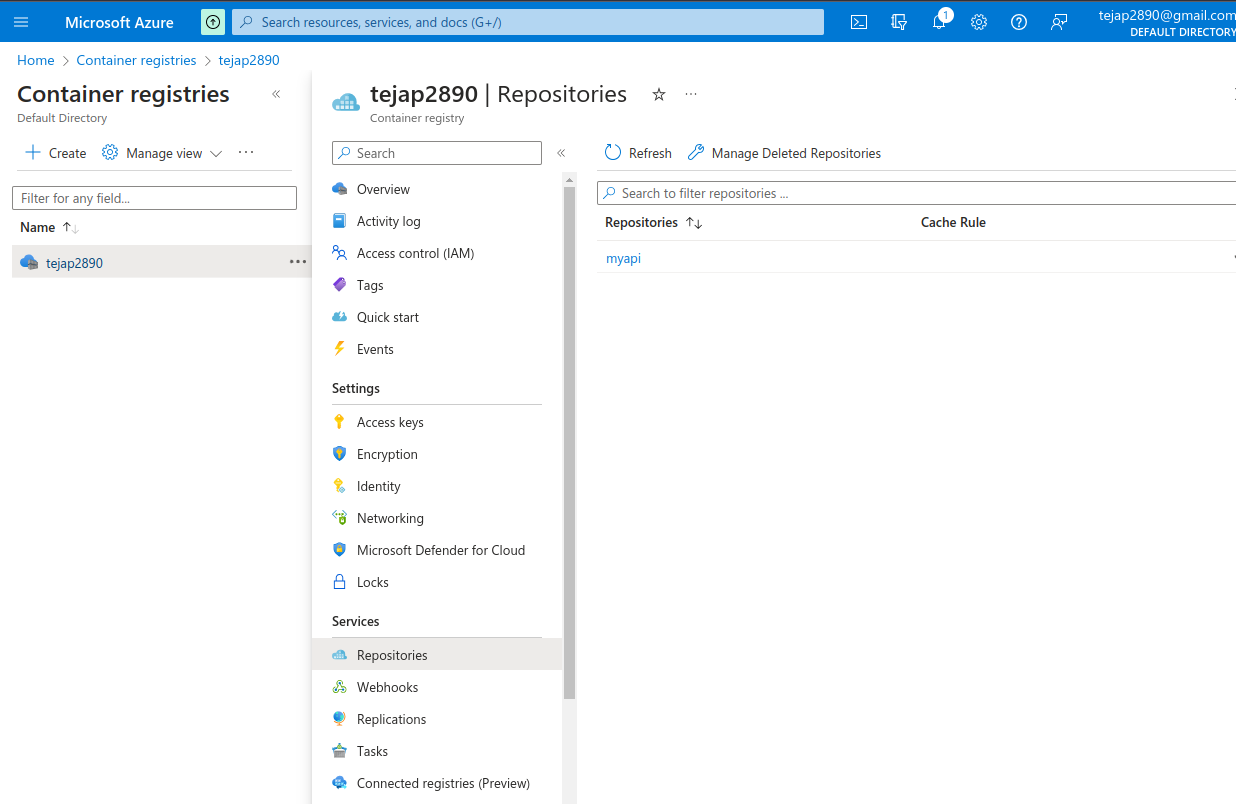 Microsoft Azure
Search resources, services, and docs (G+/)
1
tejap2890@gmail.com
DEFAULT DIRECTORY
Home > Container registries > tejap2890
Container registries
Default Directory
Create
Manage view
Filter for any field...
Name
tejap2890
tejap2890 | Repositories
Container registry
Search
Overview
Activity log
Access control (IAM)
Tags
Quick start
Events
Settings
Access keys
Encryption
Identity
Networking
Microsoft Defender for Cloud
Locks
Services
Repositories
Webhooks
Replications
Tasks
Connected registries (Preview)
Refresh
Manage Deleted Repositories
Search to filter repositories ...
Repositories
Cache Rule
myapi